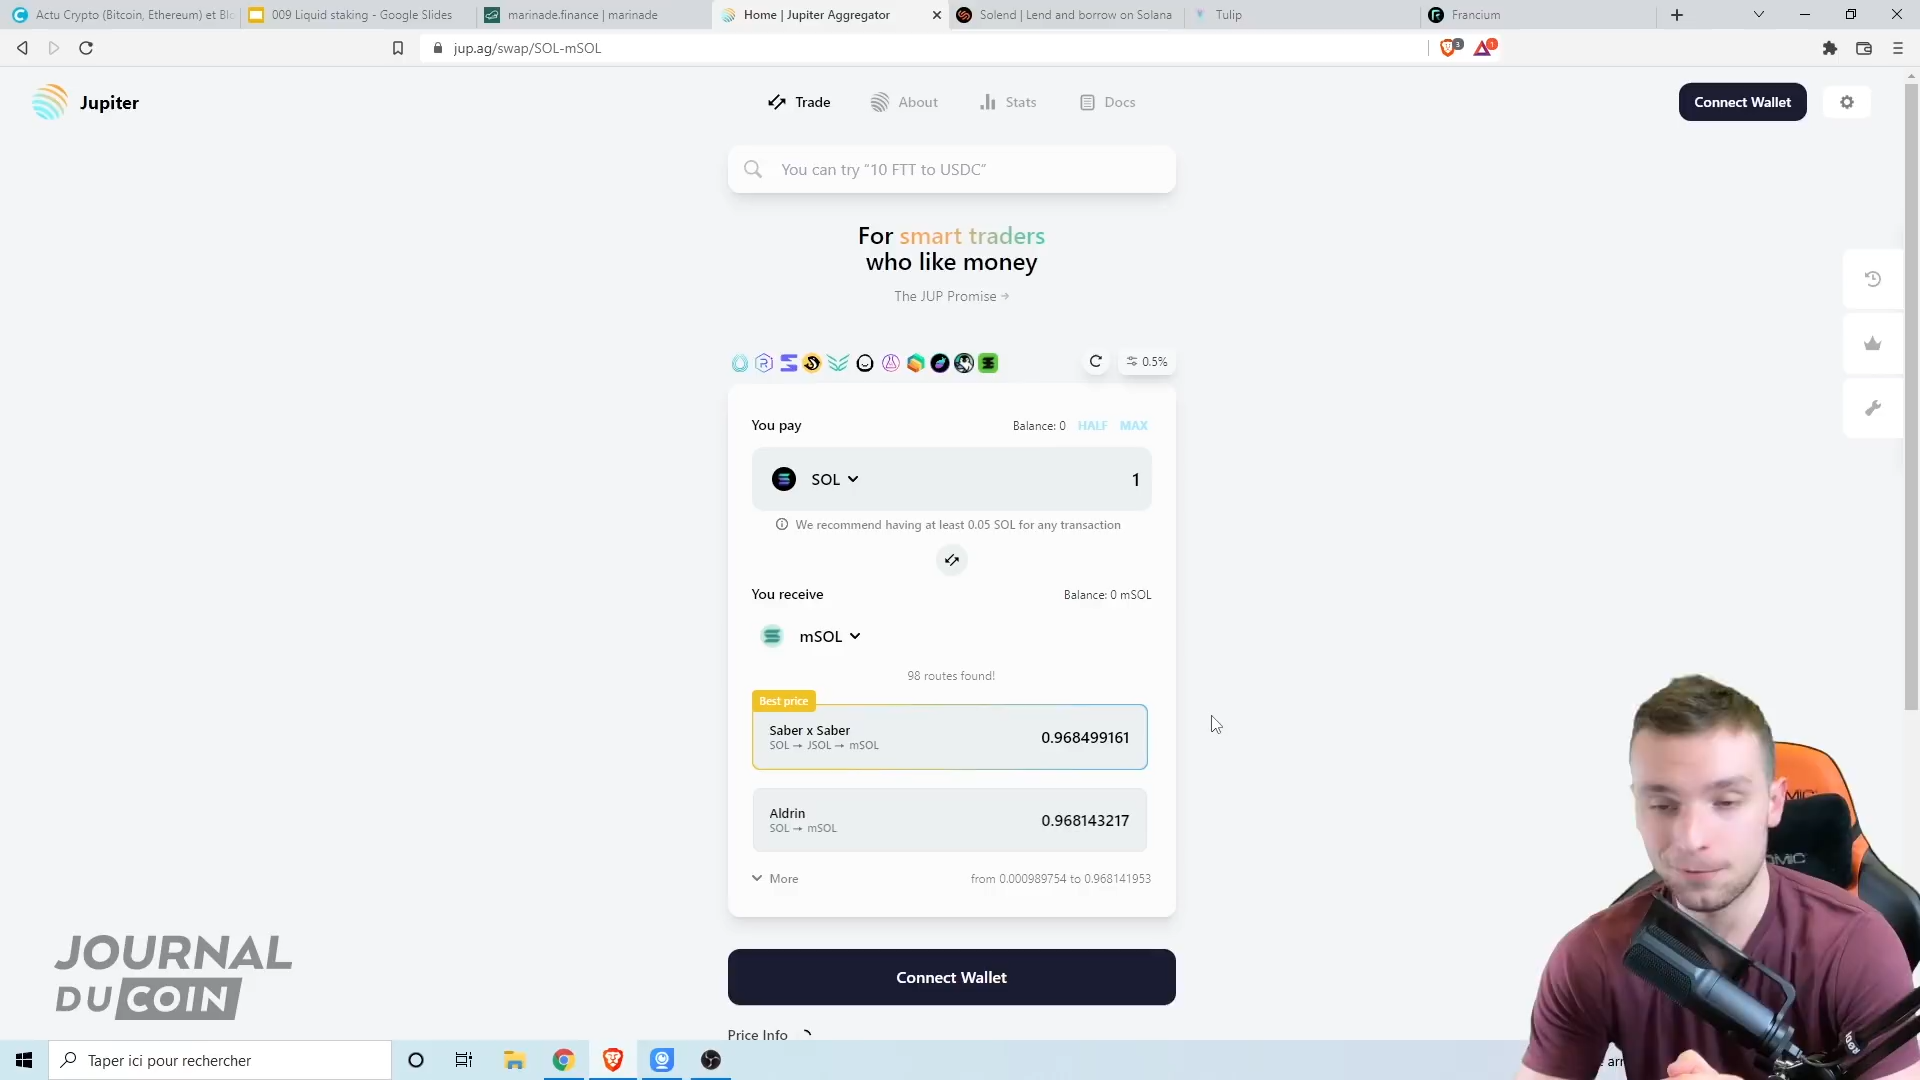 Actu Crypto (Bitcoin, Ethereum) et Blo
009 Liquid staking - Google Slides
marinade.finance | marinade
Home | Jupiter Aggregator
Solend | Lend and borrow on Solana
Tulip
Francium
jup.ag/swap/SOL-mSOL
3
1
Jupiter
Trade
About
Stats
Docs
Connect Wallet
You can try “10 FTT to USDC”
For smart traders
who like money
The JUP Promise →
0.5%
You pay
Balance: 0 HALF MAX
SOL
1
We recommend having at least 0.05 SOL for any transaction
You receive
Balance: 0 mSOL
mSOL
98 routes found!
Best price
Saber x Saber
0.968499161
SOL → JSOL → mSOL
Aldrin
0.968143217
SOL → mSOL
More
from 0.000989754 to 0.968141953
Connect Wallet
Price Info
JOURNAL
DU COIN
Taper ici pour rechercher